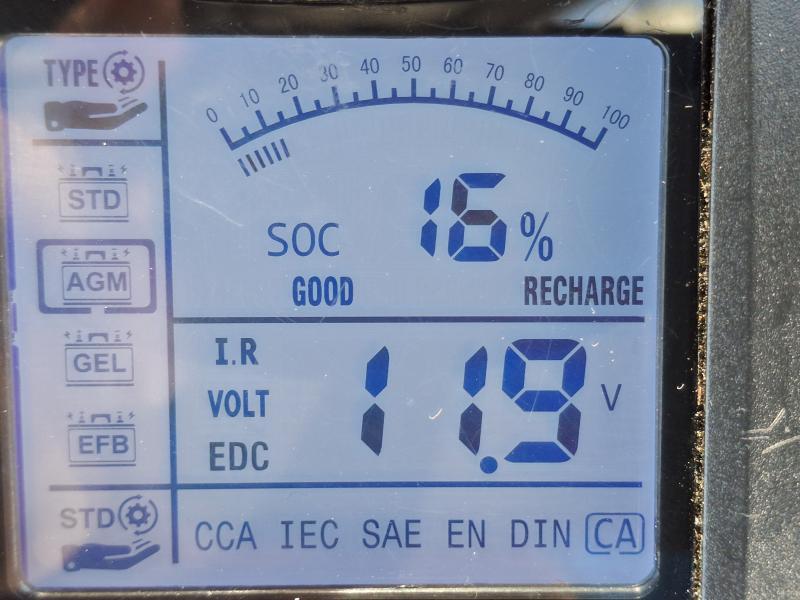 TYPE
0 10 20 30 40 50 60 70 80 90 100
STD
AGM
GEL
EFB
STD
SOC 16 %
GOOD RECHARGE
I.R
VOLT
EDC
11.9 V
CCA IEC SAE EN DIN CA